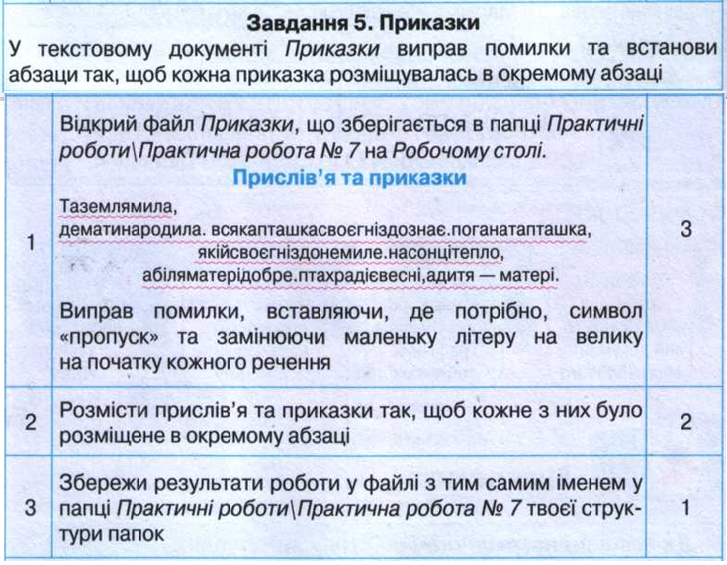 Завдання 5. Приказки
У текстовому документі Приказки виправ помилки та встанови
абзаци так, щоб кожна приказка розміщувалась в окремому абзаці
Відкрий файл Приказки, що зберігається в папці Практичні
роботи\Практична робота № 7 на Робочому столі.
Прислів’я та приказки
Таземлямила,
дематинародила. всякапташкасвоєгніздознає.поганатапташка,
якійсвоєгніздонемиле.насонцітепло,
абіляматерідобре.птахрадієвесні,адитя — матері.
1
3
Виправ помилки, вставляючи, де потрібно, символ
«пропуск» та замінюючи маленьку літеру на велику
на початку кожного речення
2
Розмісти прислів’я та приказки так, щоб кожне з них було
розміщене в окремому абзаці
2
3
Збережи результати роботи у файлі з тим самим іменем у
папці Практичні роботи\Практична робота № 7 твоєї струк-
тури папок
1